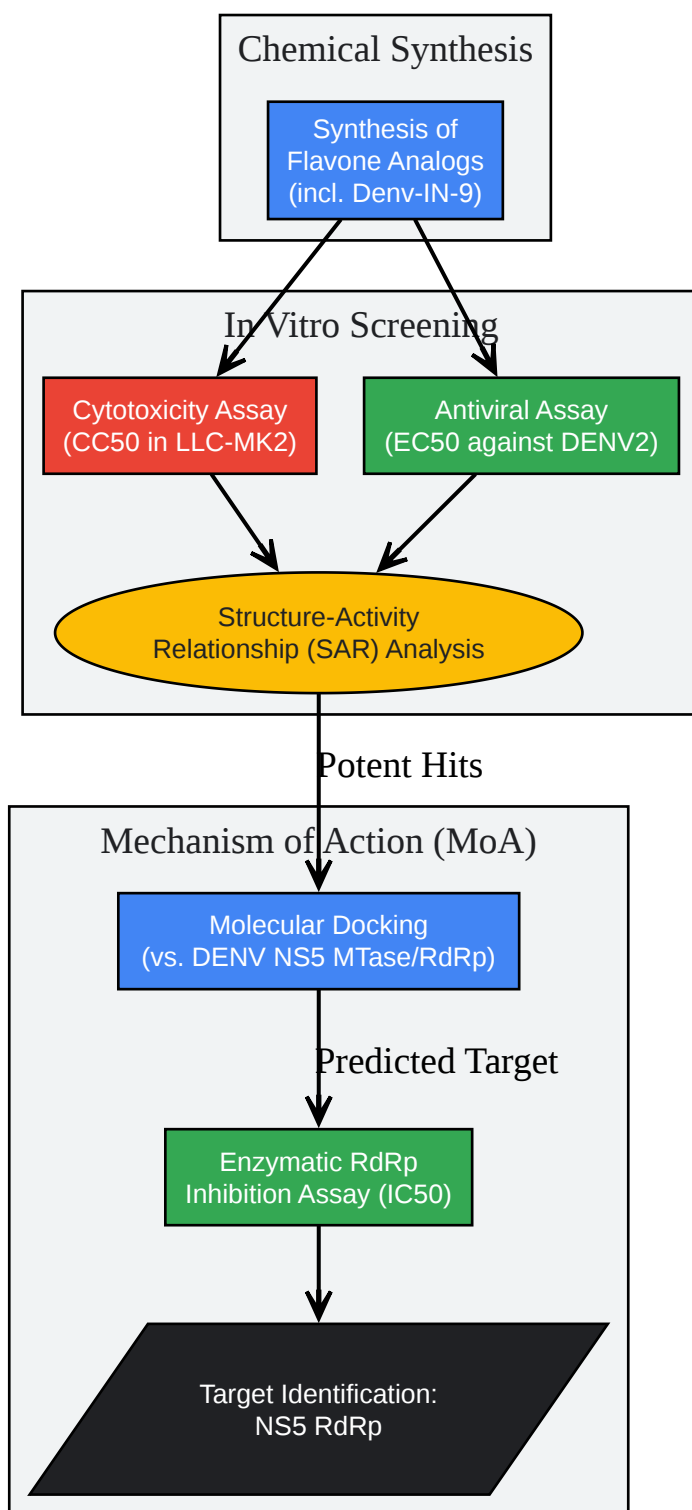 Chemical Synthesis
Synthesis of
Flavone Analogs
(incl. Denv-IN-9)
In Vitro Screening
Cytotoxicity Assay
(CC50 in LLC-MK2)
Antiviral Assay
(EC50 against DENV2)
Structure-Activity
Relationship (SAR) Analysis
Potent Hits
Mechanism of Action (MoA)
Molecular Docking
(vs. DENV NS5 MTase/RdRp)
Predicted Target
Enzymatic RdRp
Inhibition Assay (IC50)
Target Identification:
NS5 RdRp